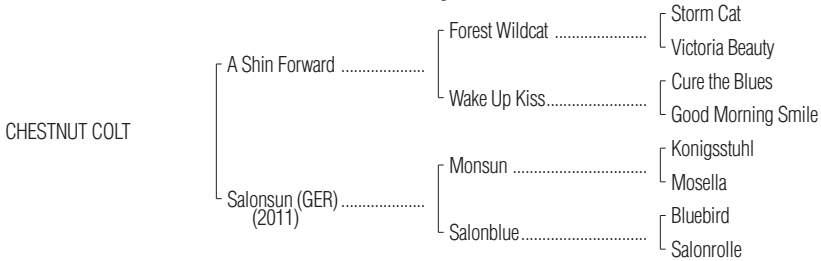 Storm Cat
Forest Wildcat ......................
Victoria Beauty
A Shin Forward ....................
Cure the Blues
Wake Up Kiss........................
Good Morning Smile
CHESTNUT COLT
Konigsstuhl
Monsun ................................
Mosella
Salonsun (GER) ....................
(2011)
Bluebird
Salonblue..............................
Salonrolle